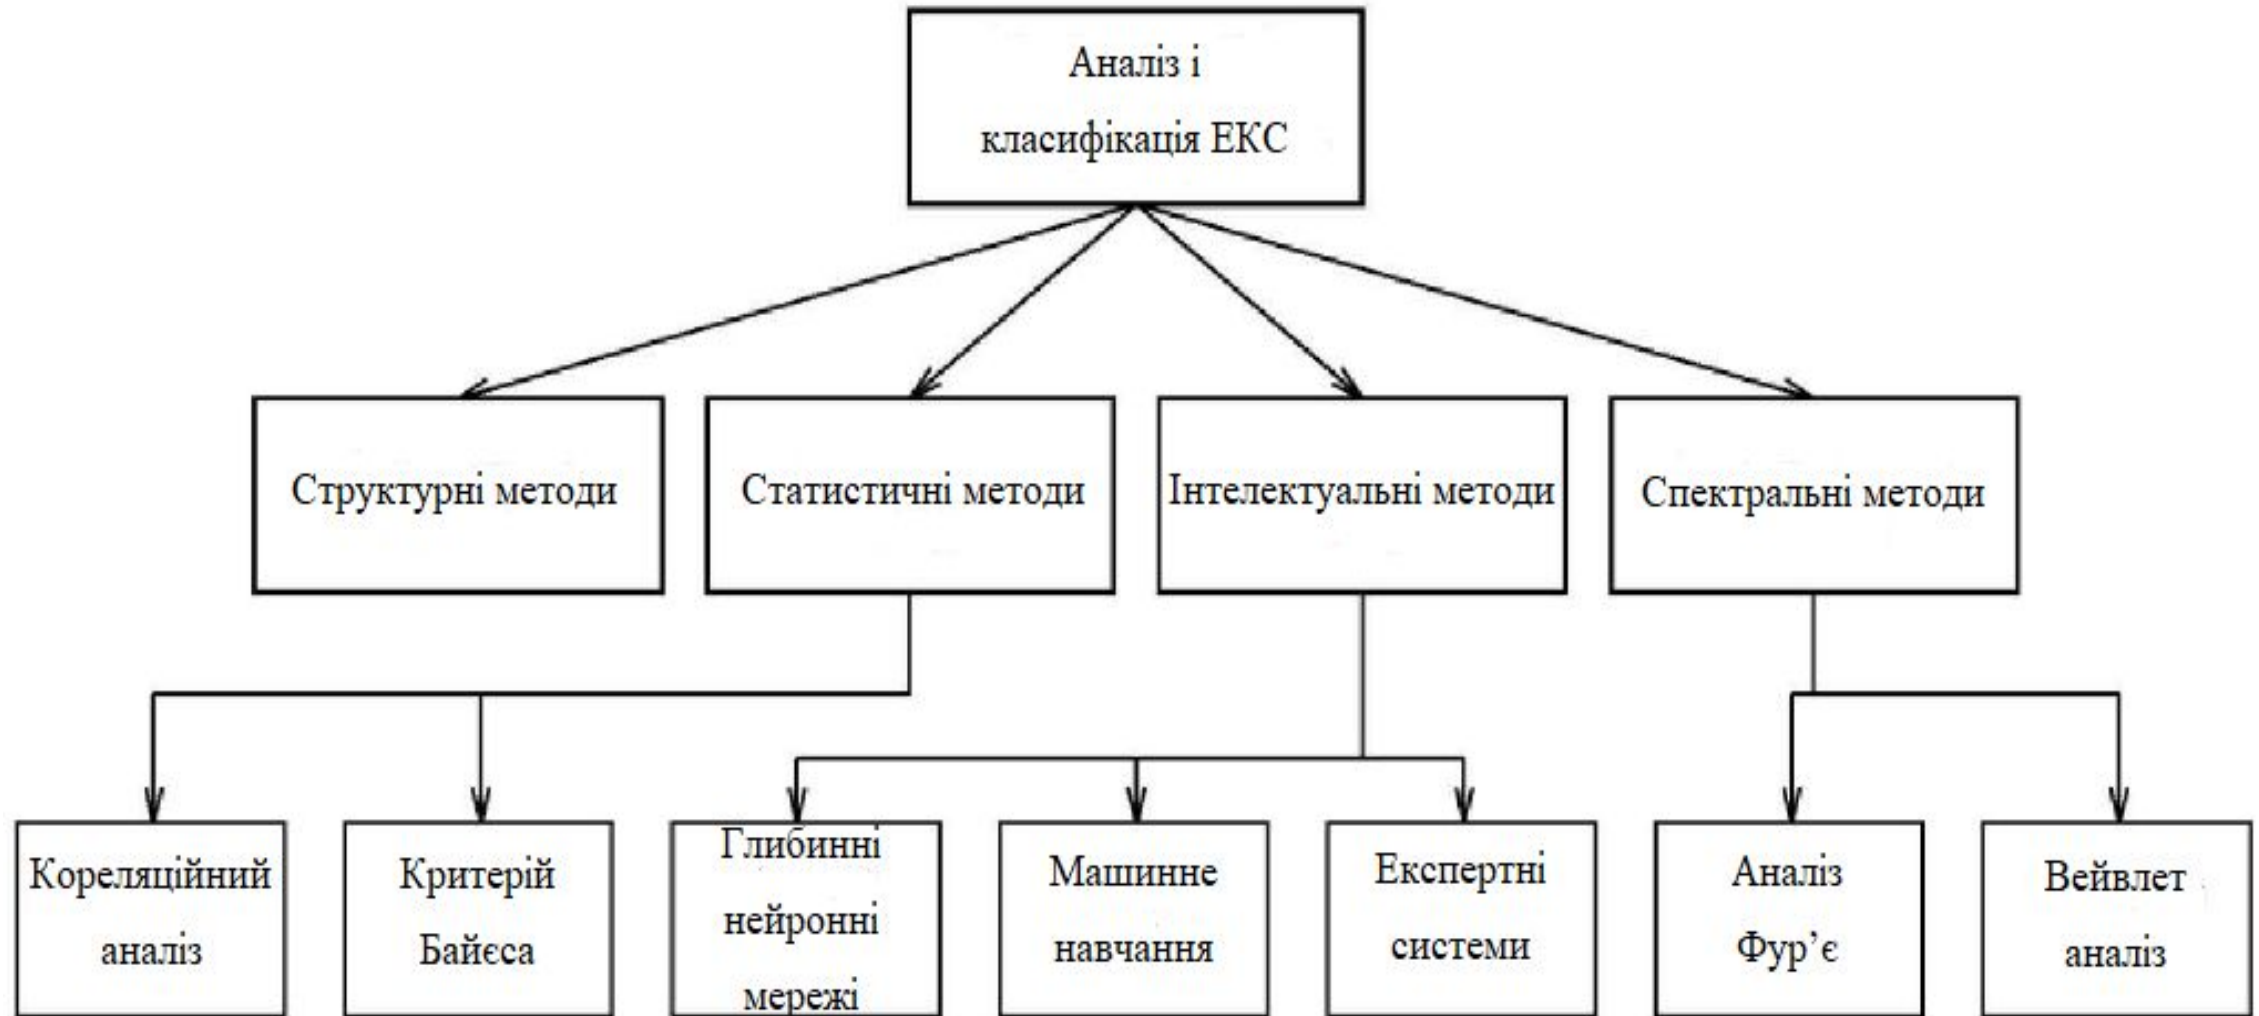 Аналіз і
класифікація ЕКС
Структурні методи
Статистичні методи
Інтелектуальні методи
Спектральні методи
Кореляційний
аналіз
Критерій
Байєса
Глибинні
нейронні
мережі
Машинне
навчання
Експертні
системи
Аналіз
Фур’є
Вейвлет
аналіз